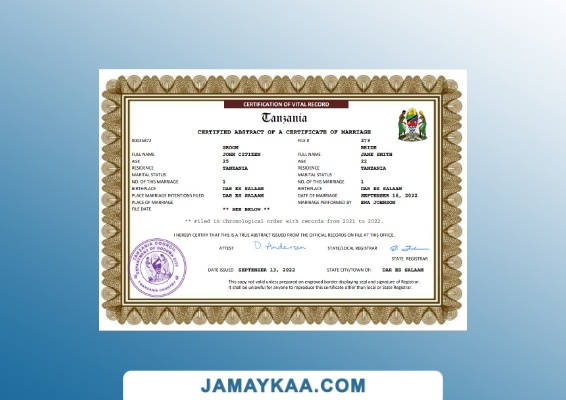 CERTIFICATION OF VITAL RECORD
Tanzania
CERTIFIED ABSTRACT OF A CERTIFICATE OF MARRIAGE
FILE # 278
GROOM BRIDE
FULL NAME JOHN CITIZEN FULL NAME JANE SMITH
AGE 25 AGE 22
RESIDENCE TANZANIA RESIDENCE TANZANIA
MARITAL STATUS MARITAL STATUS
NO. OF THIS MARRIAGE 1 NO. OF THIS MARRIAGE 1
BIRTHPLACE DAR ES SALAAM BIRTHPLACE DAR ES SALAAM
PLACE MARRIAGE INTENTIONS FILED DAR ES SALAAM DATE OF MARRIAGE SEPTEMBER 16, 2022
PLACE OF MARRIAGE MARRIAGE PERFORMED BY EMA JOHNSON
FILE DATE ** SEE BELOW **
** Filed in chronological order with records from 2021 to 2022.
I HEREBY CERTIFY THAT THIS IS A TRUE ABSTRACT ISSUED FROM THE OFFICIAL RECORDS ON FILE AT THIS OFFICE.
ATTEST D. Anderson STATE/LOCAL REGISTRAR
STATE REGISTRAR
DATE ISSUED SEPTEMBER 13, 2022 STATE CITY/TOWN OF: DAR ES SALAAM
This copy not valid unless prepared on engraved border displaying seal and signature of Registrar.
It shall be unlawful for anyone to reproduce this certificate other than local or State Registrar.
TANZANIA COUNCIL
JAMAYKAA.COM